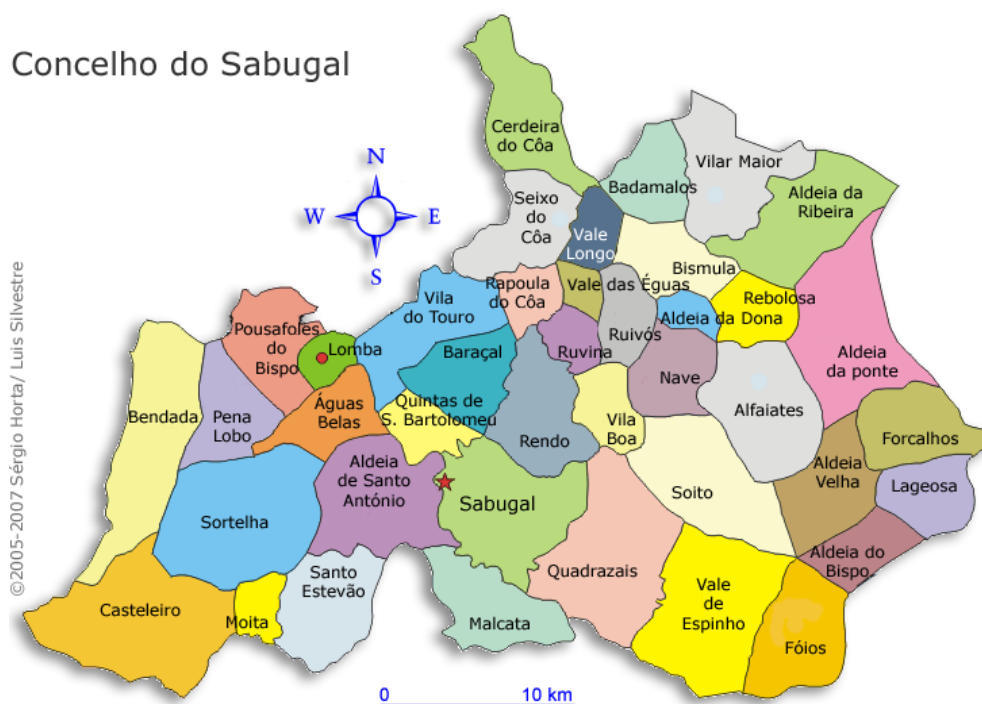 Concelho do Sabugal
©2005-2007 Sérgio Horta/ Luis Silvestre
N
W
E
S
Cerdeira
do Côa
Vilar Maior
Badamalos
Aldeia da
Ribeira
Seixo
do
Côa
Vale
Longo
Bismula
Rapoula
do Côa
Vale das Éguas
Rebolosa
Vila
do Touro
Aldeia da Dona
Pousafoles
do
Bispo
Lomba
Baraçal
Ruvina
Ruivós
Nave
Aldeia
da ponte
Bendada
Pena
Lobo
Águas
Belas
Quintas de
S. Bartolomeu
Rendo
Vila
Boa
Alfaiates
Forcalhos
Aldeia
de Santo
António
Aldeia
Velha
Lageosa
Sortelha
Sabugal
Soito
Aldeia do
Bispo
Santo
Estevão
Quadrazais
Vale
de
Espinho
Casteleiro
Moita
Malcata
Fóios
0
10 km